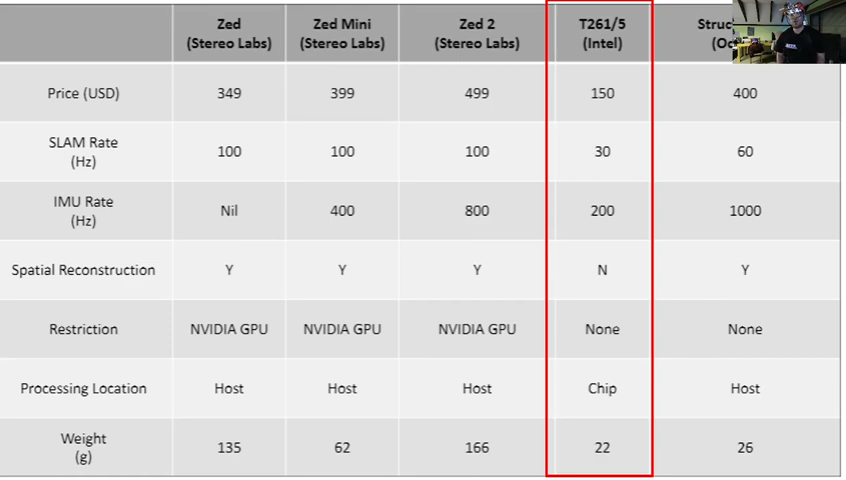 Zed
(Stereo Labs)
Zed Mini
(Stereo Labs)
Zed 2
(Stereo Labs)
T261/5
(Intel)
Price (USD) 349 399 499 150 400
SLAM Rate
(Hz)
100 100 100 30 60
IMU Rate
(Hz)
Nil 400 800 200 1000
Spatial Reconstruction Y Y Y N Y
Restriction NVIDIA GPU NVIDIA GPU NVIDIA GPU None None
Processing Location Host Host Host Chip Host
Weight
(g)
135 62 166 22 26